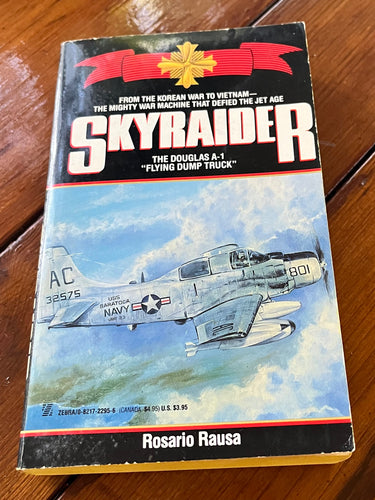 FROM THE KOREAN WAR TO VIETNAM—
THE MIGHTY WAR MACHINE THAT DEFIED THE JET AGE
SKYRAIDER
THE DOUGLAS A-1
"FLYING DUMP TRUCK"
AC
32575
USS
SARATOGA
NAVY
801
ZEBRA/0-8217-2295-6 (CANADA-$4.95) U.S. $3.95
Rosario Rausa